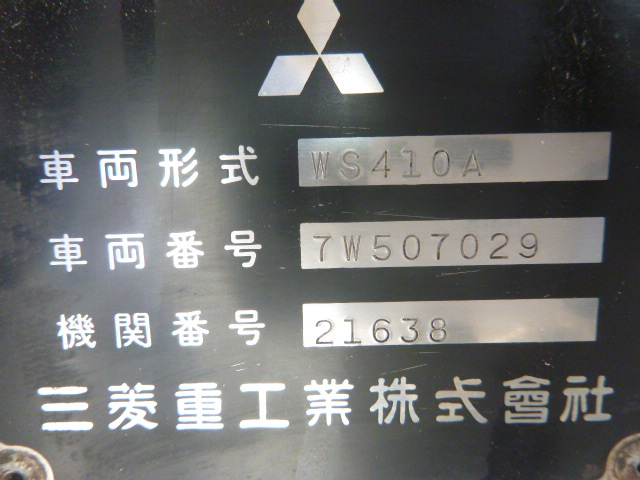 車両形式 WS410A
車両番号 7W507029
機関番号 21638
三菱重工業株式會社